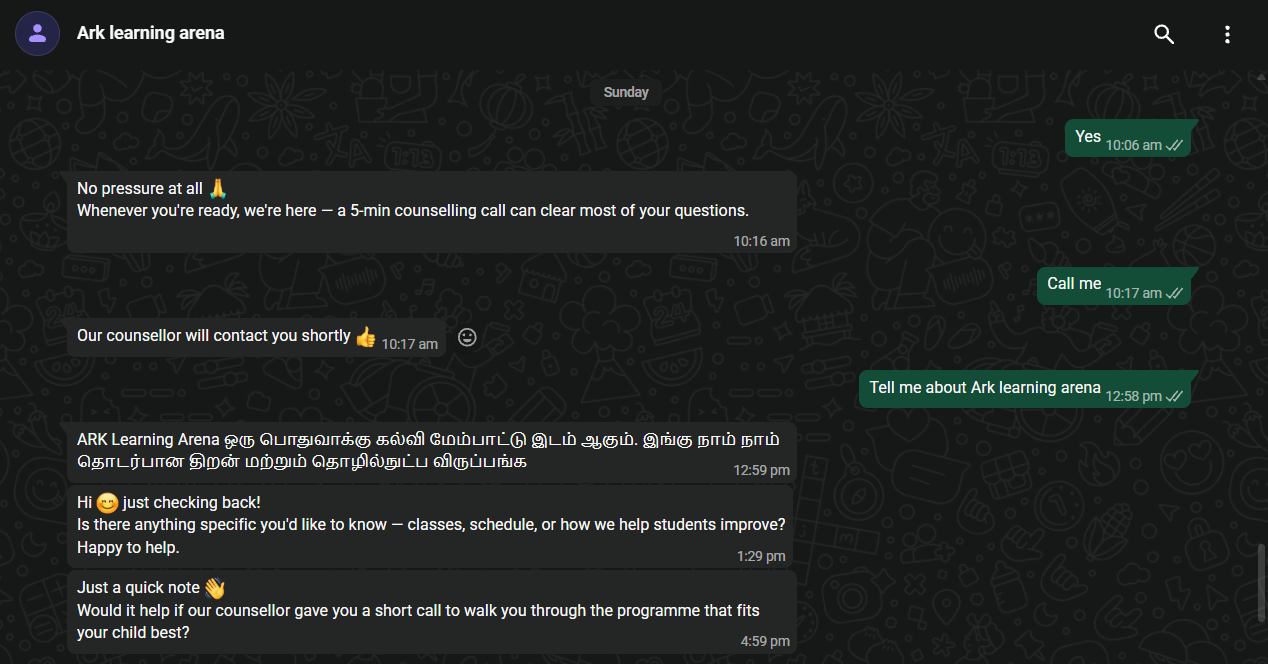 Ark learning arena
Sunday
Yes
10:06 am
No pressure at all 🙏
Whenever you're ready, we're here — a 5-min counselling call can clear most of your questions.
10:16 am
Call me
10:17 am
Our counsellor will contact you shortly 👍
10:17 am
Tell me about Ark learning arena
12:58 pm
ARK Learning Arena ஒரு பொதுவாக்கு கல்வி மேம்பாட்டு இடம் ஆகும். இங்கு நாம் நாம்
தொடர்பான திறன் மற்றும் தொழில்நுட்ப விருப்பங்க
12:59 pm
Hi 😊 just checking back!
Is there anything specific you'd like to know — classes, schedule, or how we help students improve?
Happy to help.
1:29 pm
Just a quick note 👋
Would it help if our counsellor gave you a short call to walk you through the programme that fits
your child best?
4:59 pm